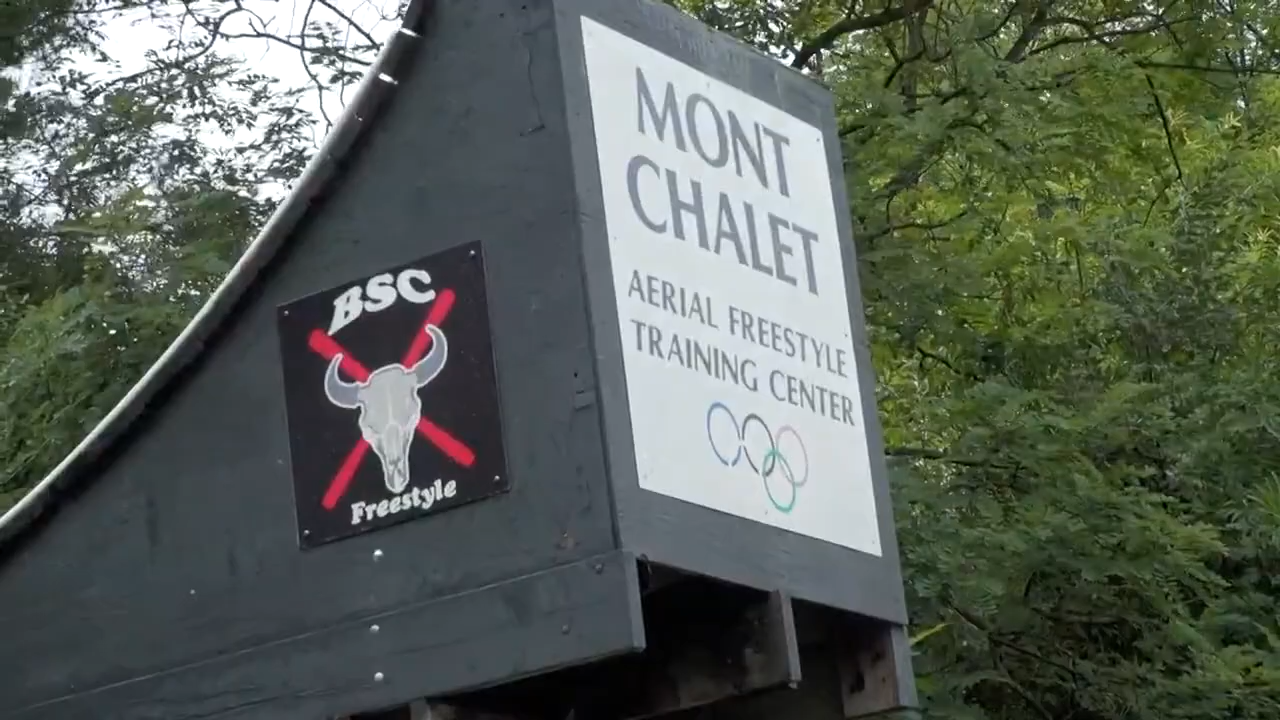 BSC
Freestyle
MONT
CHALET
AERIAL FREESTYLE
TRAINING CENTER